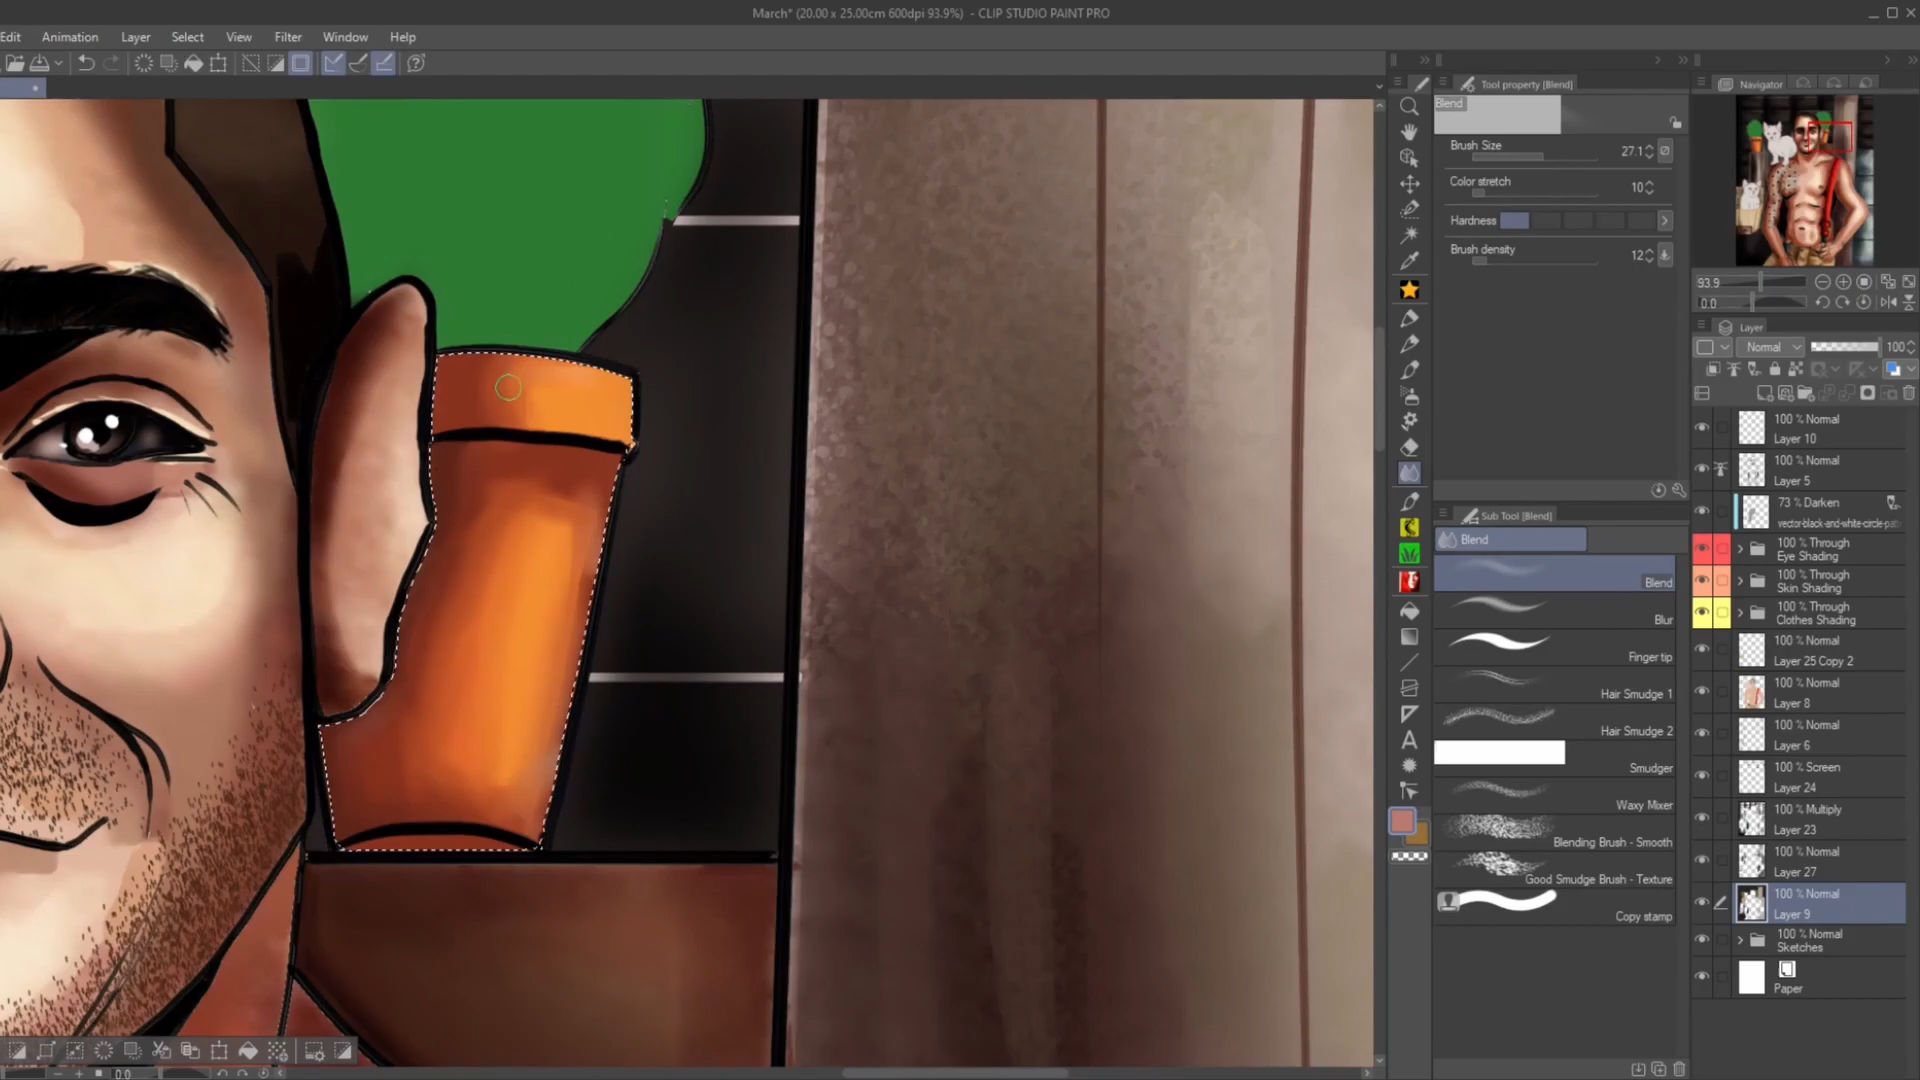 March* (20.00 x 25.00cm 600dpi 93.9%) - CLIP STUDIO PAINT PRO
Edit Animation Layer Select View Filter Window Help
Tool property [Blend]
Blend
Brush Size 27.1
Color stretch 10
Hardness
Brush density 12
Sub Tool [Blend]
Blend
Blend
Blur
Finger tip
Hair Smudge 1
Hair Smudge 2
Smudger
Waxy Mixer
Blending Brush - Smooth
Good Smudge Brush - Texture
Copy stamp
Navigator
93.9
0.0
Layer
Normal 100
100 % Normal
Layer 10
100 % Normal
Layer 5
73 % Darken
vector-black-and-white-circle-pa
100 % Through
Eye Shading
100 % Through
Skin Shading
100 % Through
Clothes Shading
100 % Normal
Layer 25 Copy 2
100 % Normal
Layer 8
100 % Normal
Layer 6
100 % Screen
Layer 24
100 % Multiply
Layer 23
100 % Normal
Layer 27
100 % Normal
Layer 9
100 % Normal
Sketches
Paper
0.0